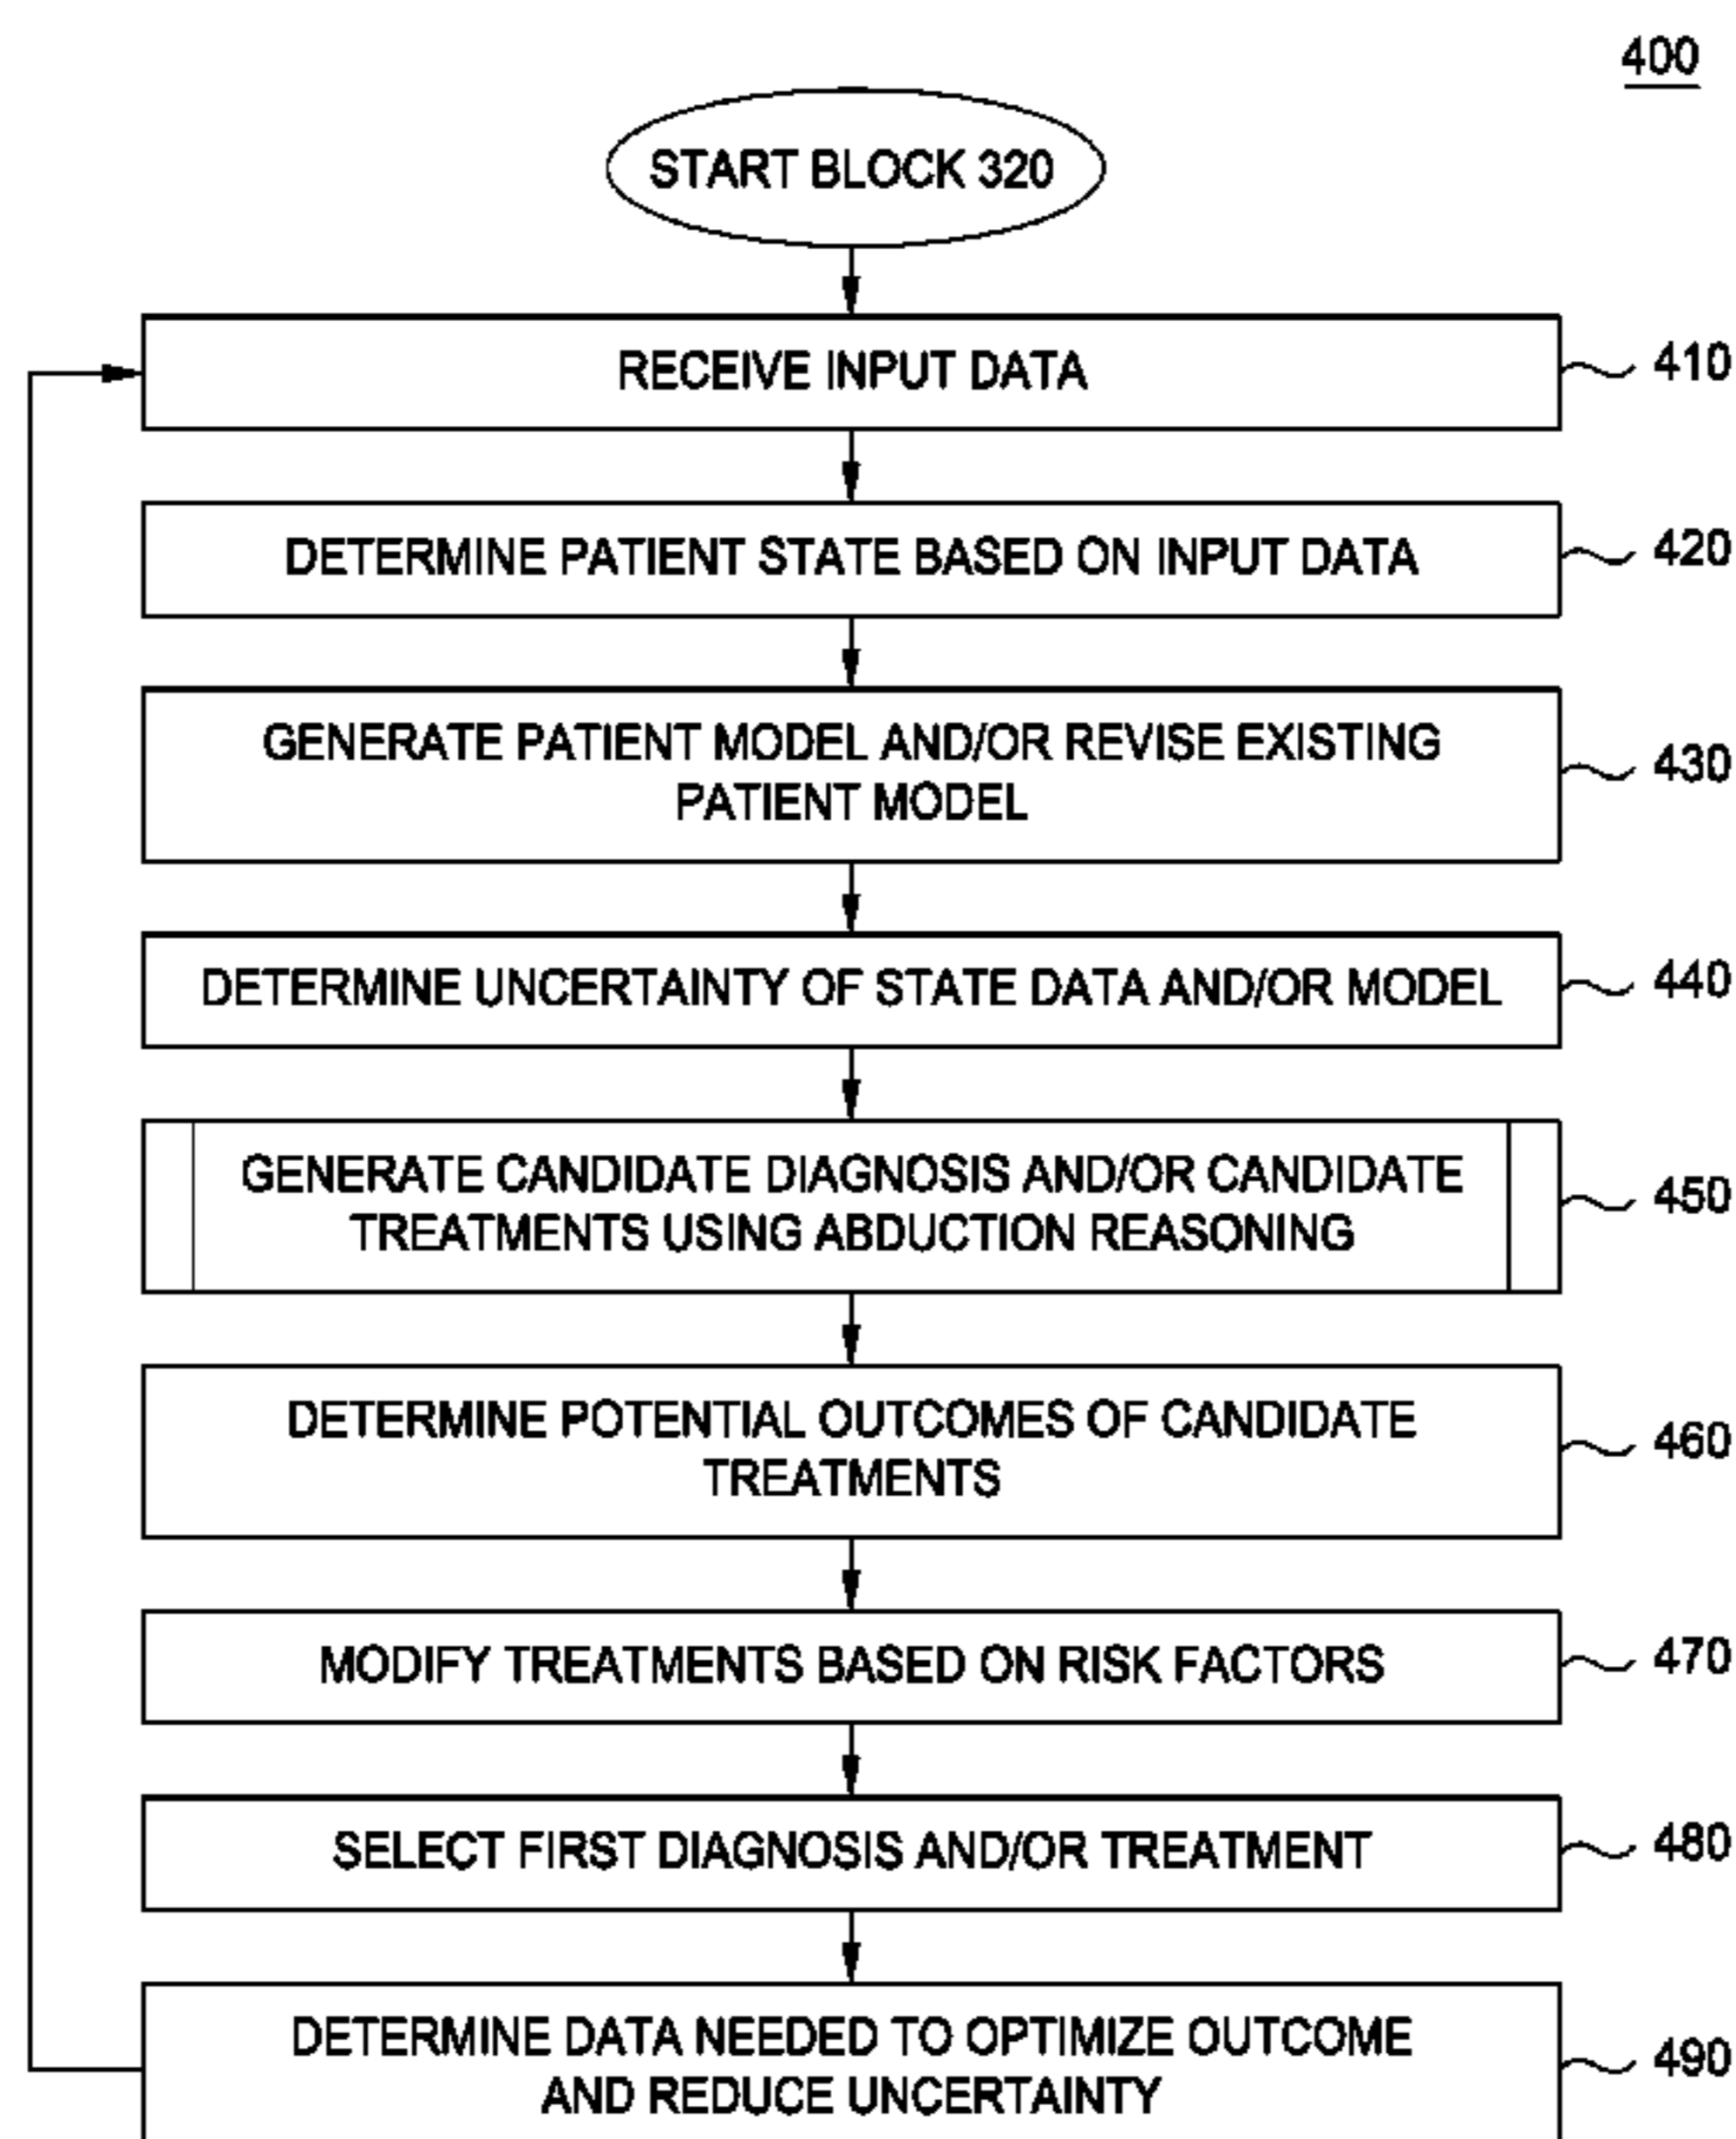 400
START BLOCK 320
RECEIVE INPUT DATA
410
DETERMINE PATIENT STATE BASED ON INPUT DATA
420
GENERATE PATIENT MODEL AND/OR REVISE EXISTING
PATIENT MODEL
430
DETERMINE UNCERTAINTY OF STATE DATA AND/OR MODEL
440
GENERATE CANDIDATE DIAGNOSIS AND/OR CANDIDATE
TREATMENTS USING ABDUCTION REASONING
450
DETERMINE POTENTIAL OUTCOMES OF CANDIDATE
TREATMENTS
460
MODIFY TREATMENTS BASED ON RISK FACTORS
470
SELECT FIRST DIAGNOSIS AND/OR TREATMENT
480
DETERMINE DATA NEEDED TO OPTIMIZE OUTCOME
AND REDUCE UNCERTAINTY
490